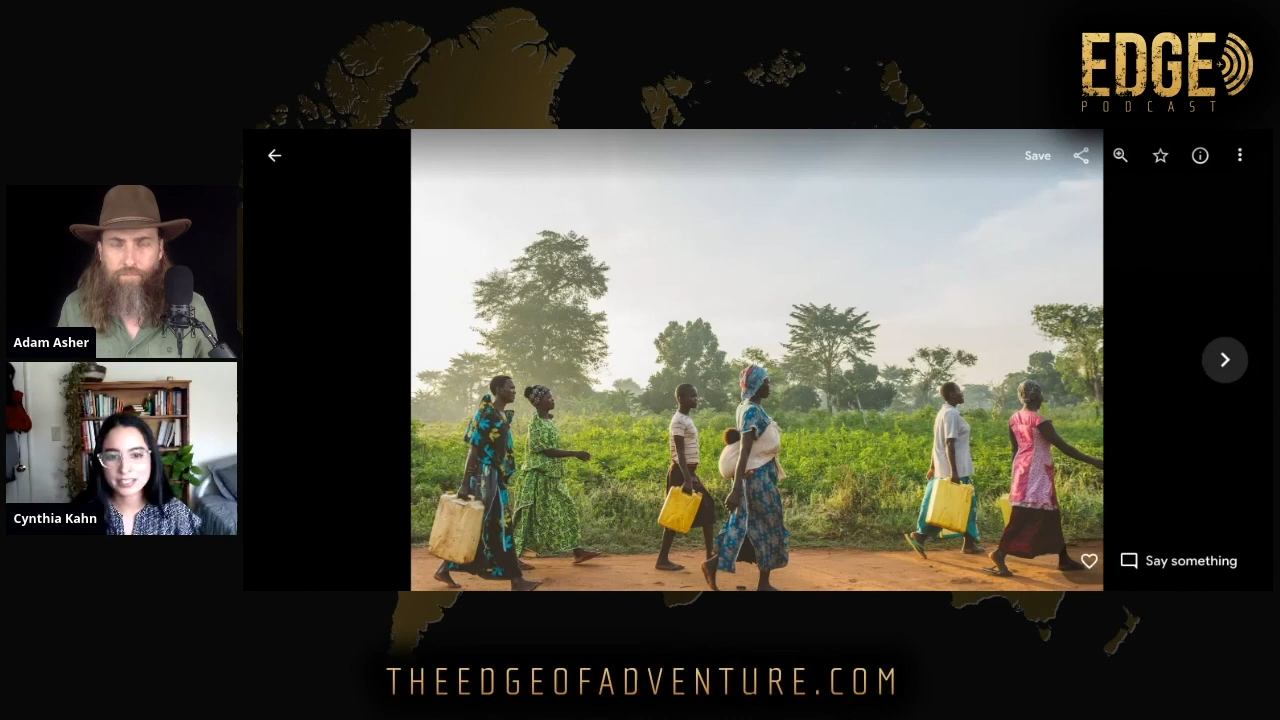 EDGE
PODCAST
Save
Adam Asher
Cynthia Kahn
Say something
THEEDGEOFADVENTURE.COM